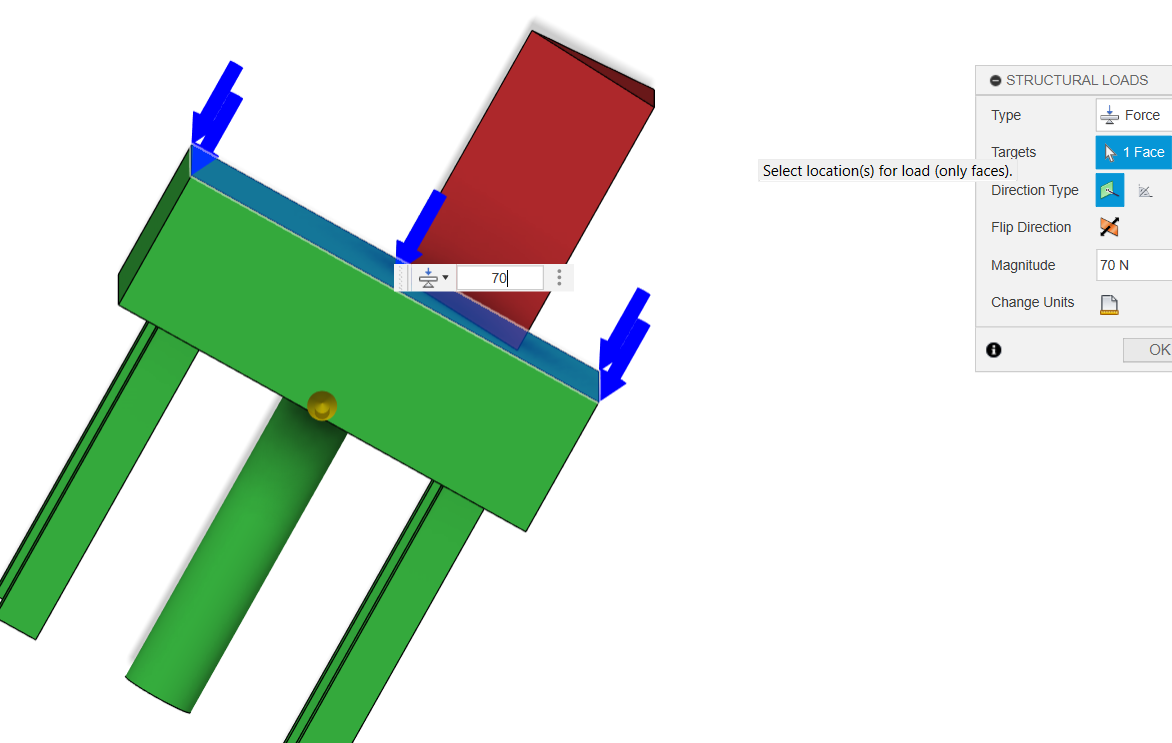 STRUCTURAL LOADS
Type
Force
Targets
1 Face
Select location(s) for load (only faces).
Direction Type
Flip Direction
Magnitude
70 N
70
Change Units
OK